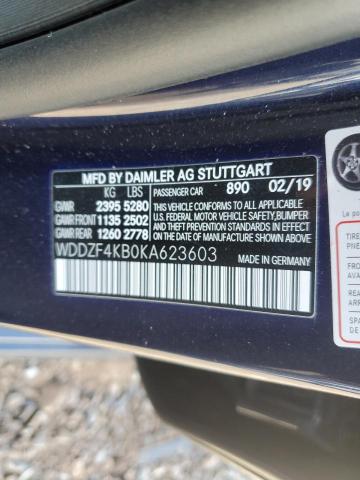 MFD BY DAIMLER AG STUTTGART
KG LBS PASSENGER CAR 890 02/19
GVWR 2395 5280 THIS VEHICLE CONFORMS TO ALL APPLICABLE
GAWR FRONT 1135 2502 U.S. FEDERAL MOTOR VEHICLE SAFETY, BUMPER
GAWR REAR 1260 2778 AND THEFT PREVENTION STANDARDS IN EFFECT ON THE DATE OF MANUFACTURE SHOWN ABOVE.
WDDZF4KB0KA623603 MADE IN GERMANY
TIRE